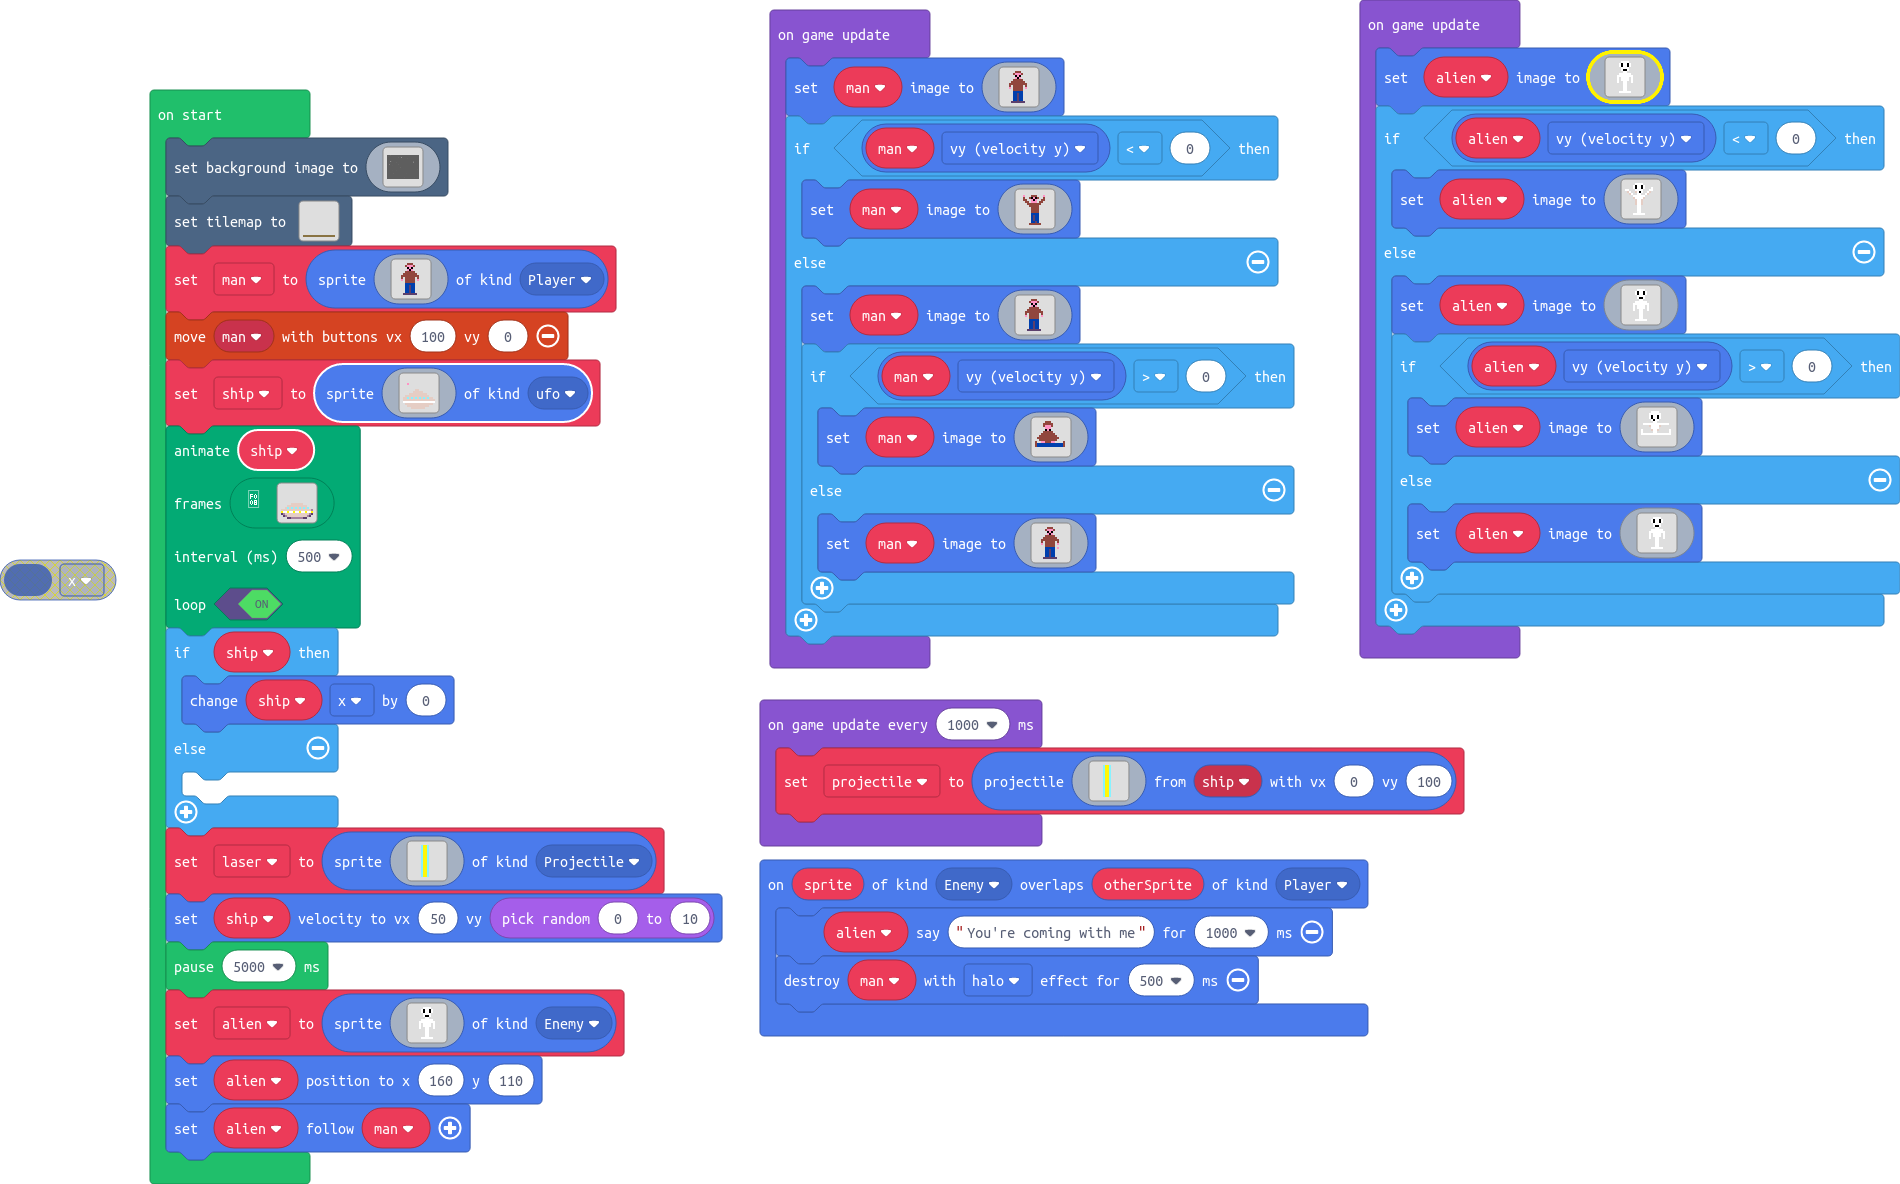 on start
set background image to
set tilemap to
set man to sprite of kind Player
move man with buttons vx 100 vy 0
set ship to sprite of kind ufo
animate ship
frames
interval (ms) 500
loop ON
if ship then
change ship x by 0
else
set laser to sprite of kind Projectile
set ship velocity to vx 50 vy pick random 0 to 10
pause 5000 ms
set alien to sprite of kind Enemy
set alien position to x 160 y 110
set alien follow man
x
on game update
set man image to
if man vy (velocity y) < 0 then
set man image to
else
set man image to
if man vy (velocity y) > 0 then
set man image to
else
set man image to
on game update
set alien image to
if alien vy (velocity y) < 0 then
set alien image to
else
set alien image to
if alien vy (velocity y) > 0 then
set alien image to
else
set alien image to
on game update every 1000 ms
set projectile to projectile from ship with vx 0 vy 100
on sprite of kind Enemy overlaps otherSprite of kind Player
alien say "You're coming with me" for 1000 ms
destroy man with halo effect for 500 ms